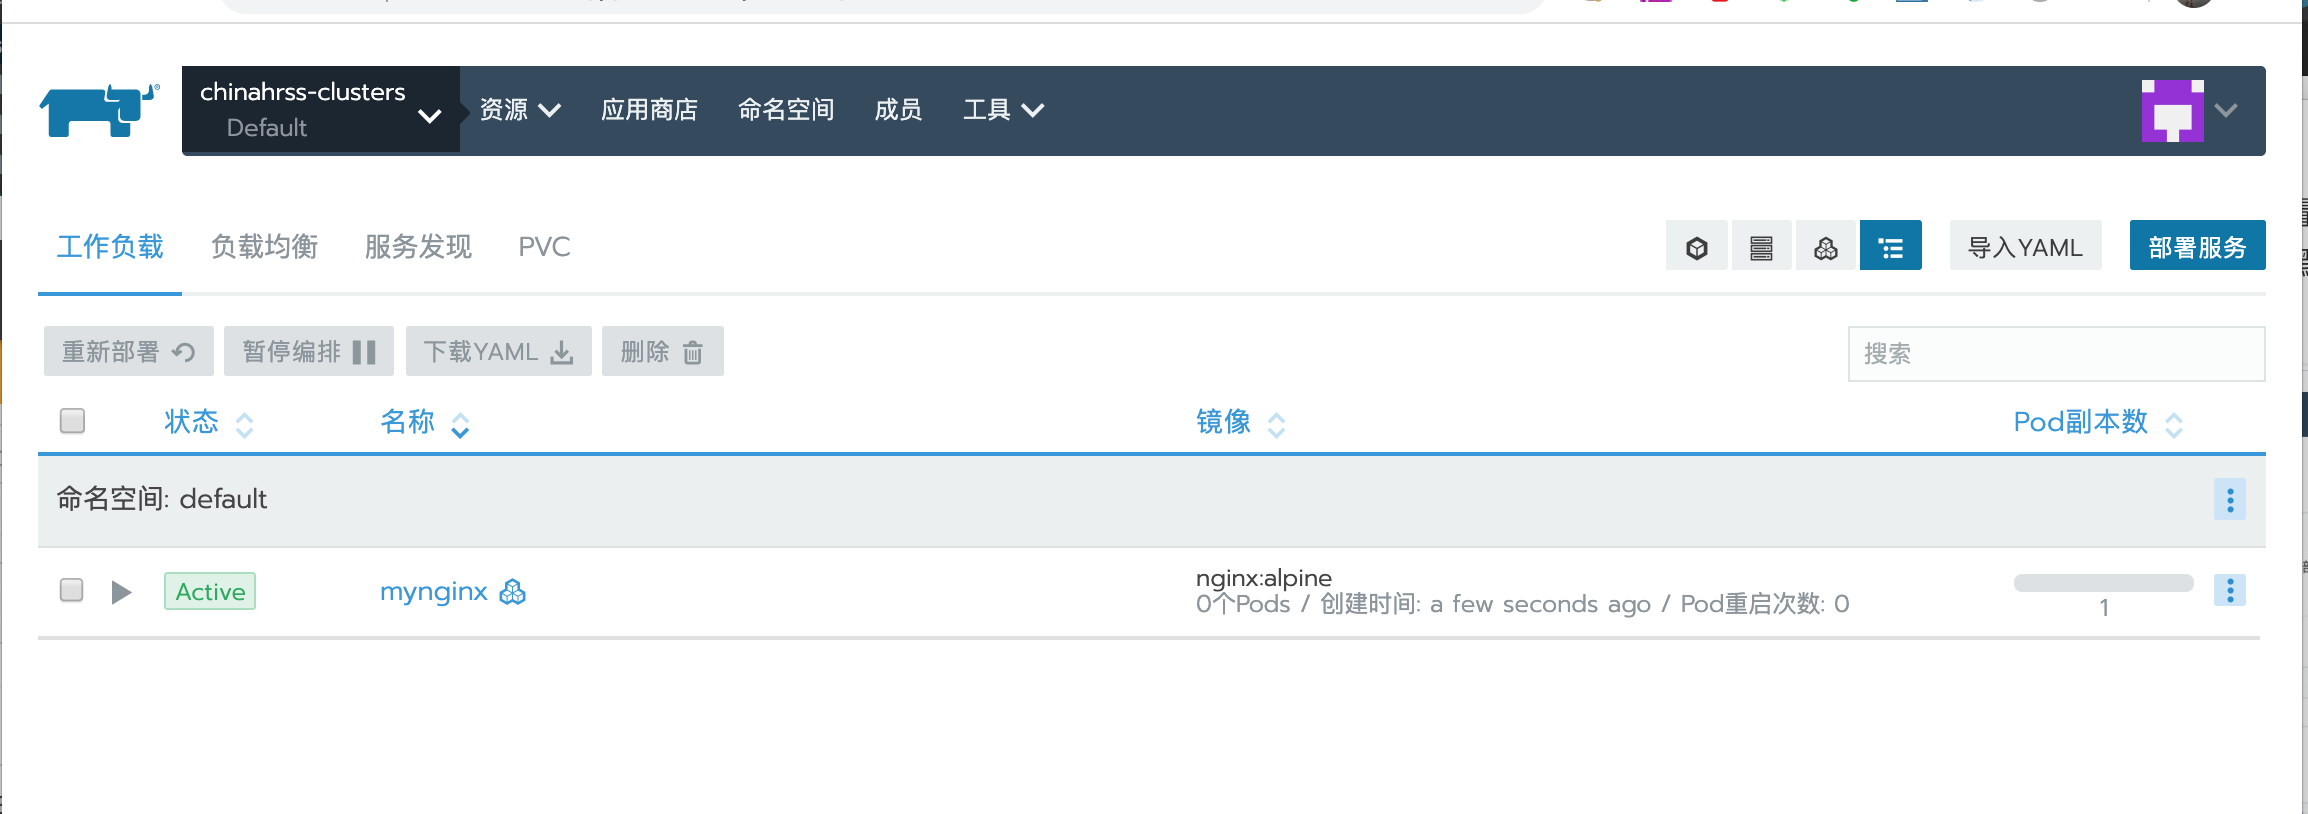 chinahrss-clusters
Default
资源 应用商店 命名空间 成员 工具
工作负载 负载均衡 服务发现 PVC 导入YAML 部署服务
重新部署 暂停编排 下载YAML 删除 搜索
状态 名称 镜像 Pod副本数
命名空间: default
Active mynginx nginx:alpine
0个Pods / 创建时间: a few seconds ago / Pod重启次数: 0
1